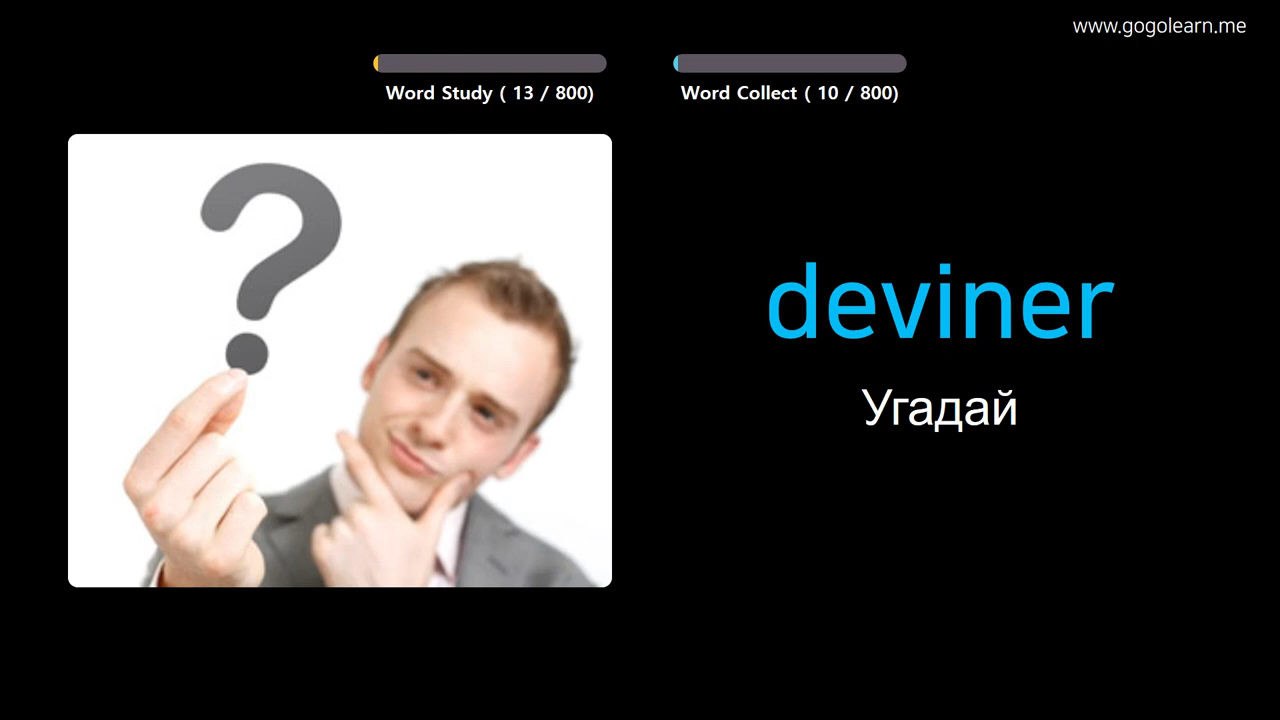 www.gogolearn.me
Word Study ( 13 / 800)
Word Collect ( 10 / 800)
?
deviner
Угадай